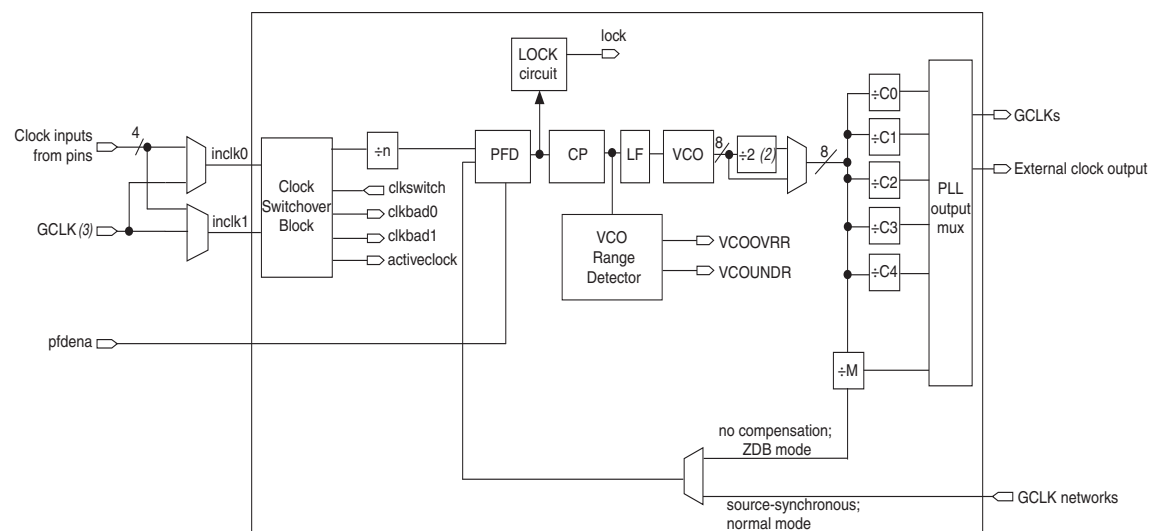 lock
LOCK
circuit
Clock inputs
from pins
4
inclk0
÷n
PFD
CP
LF
VCO
8
÷2 (2)
8
÷C0
÷C1
÷C2
÷C3
÷C4
PLL
output
mux
GCLKs
External clock output
Clock
Switchover
Block
clkswitch
clkbad0
clkbad1
activeclock
GCLK (3)
inclk1
VCO
Range
Detector
VCOOVRR
VCOUNDR
pfdena
÷M
no compensation;
ZDB mode
source-synchronous;
normal mode
GCLK networks